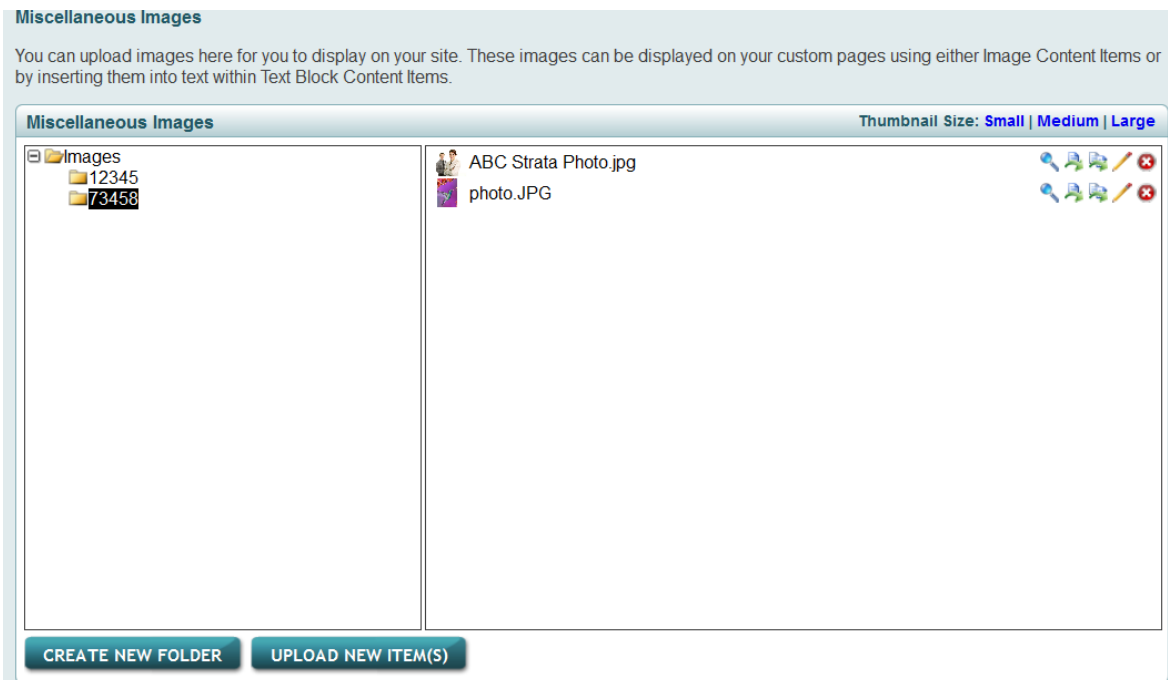 Miscellaneous Images
You can upload images here for you to display on your site. These images can be displayed on your custom pages using either Image Content Items or
by inserting them into text within Text Block Content Items.
Miscellaneous Images
Thumbnail Size: Small | Medium | Large
Images
12345
73458
ABC Strata Photo.jpg
photo.JPG
CREATE NEW FOLDER
UPLOAD NEW ITEM(S)